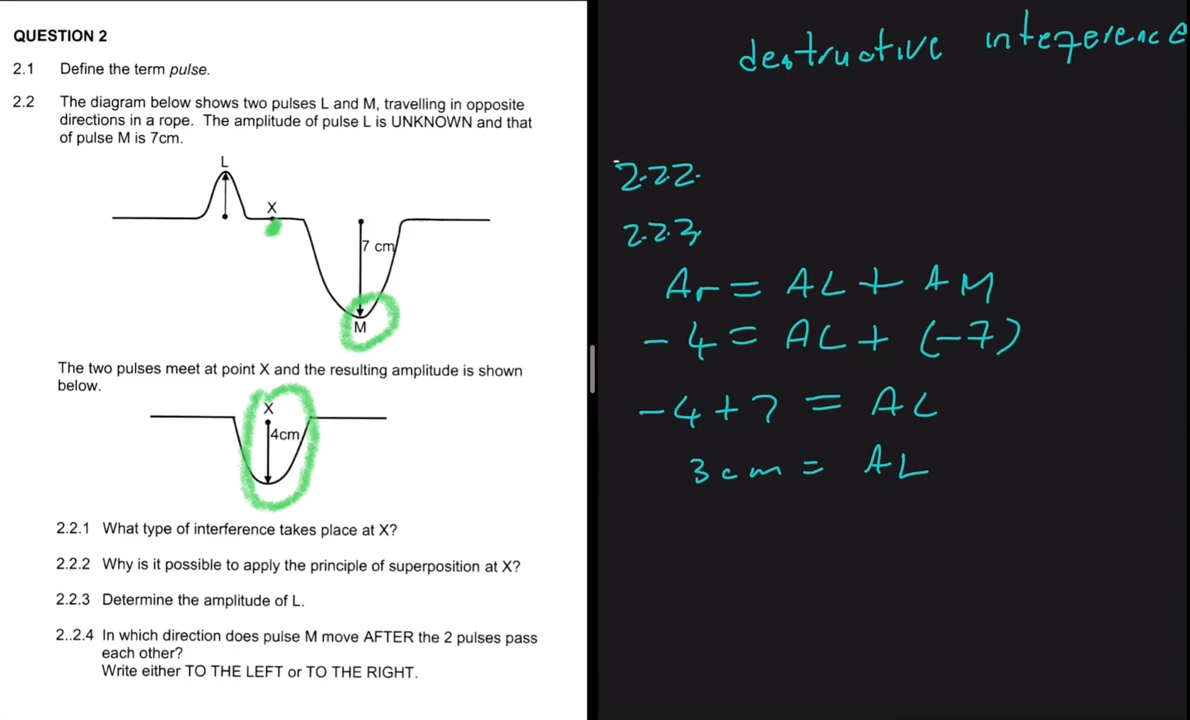 QUESTION 2
2.1 Define the term pulse.
2.2 The diagram below shows two pulses L and M, travelling in opposite
directions in a rope. The amplitude of pulse L is UNKNOWN and that
of pulse M is 7cm.
L
X
7 cm
M
The two pulses meet at point X and the resulting amplitude is shown
below.
X
4cm
2.2.1 What type of interference takes place at X?
2.2.2 Why is it possible to apply the principle of superposition at X?
2.2.3 Determine the amplitude of L.
2..2.4 In which direction does pulse M move AFTER the 2 pulses pass
each other?
Write either TO THE LEFT or TO THE RIGHT.
destructive inteference
2.2.2.
2.2.3
Ar = AL + AM
-4 = AL + (-7)
-4+7 = AL
3cm = AL